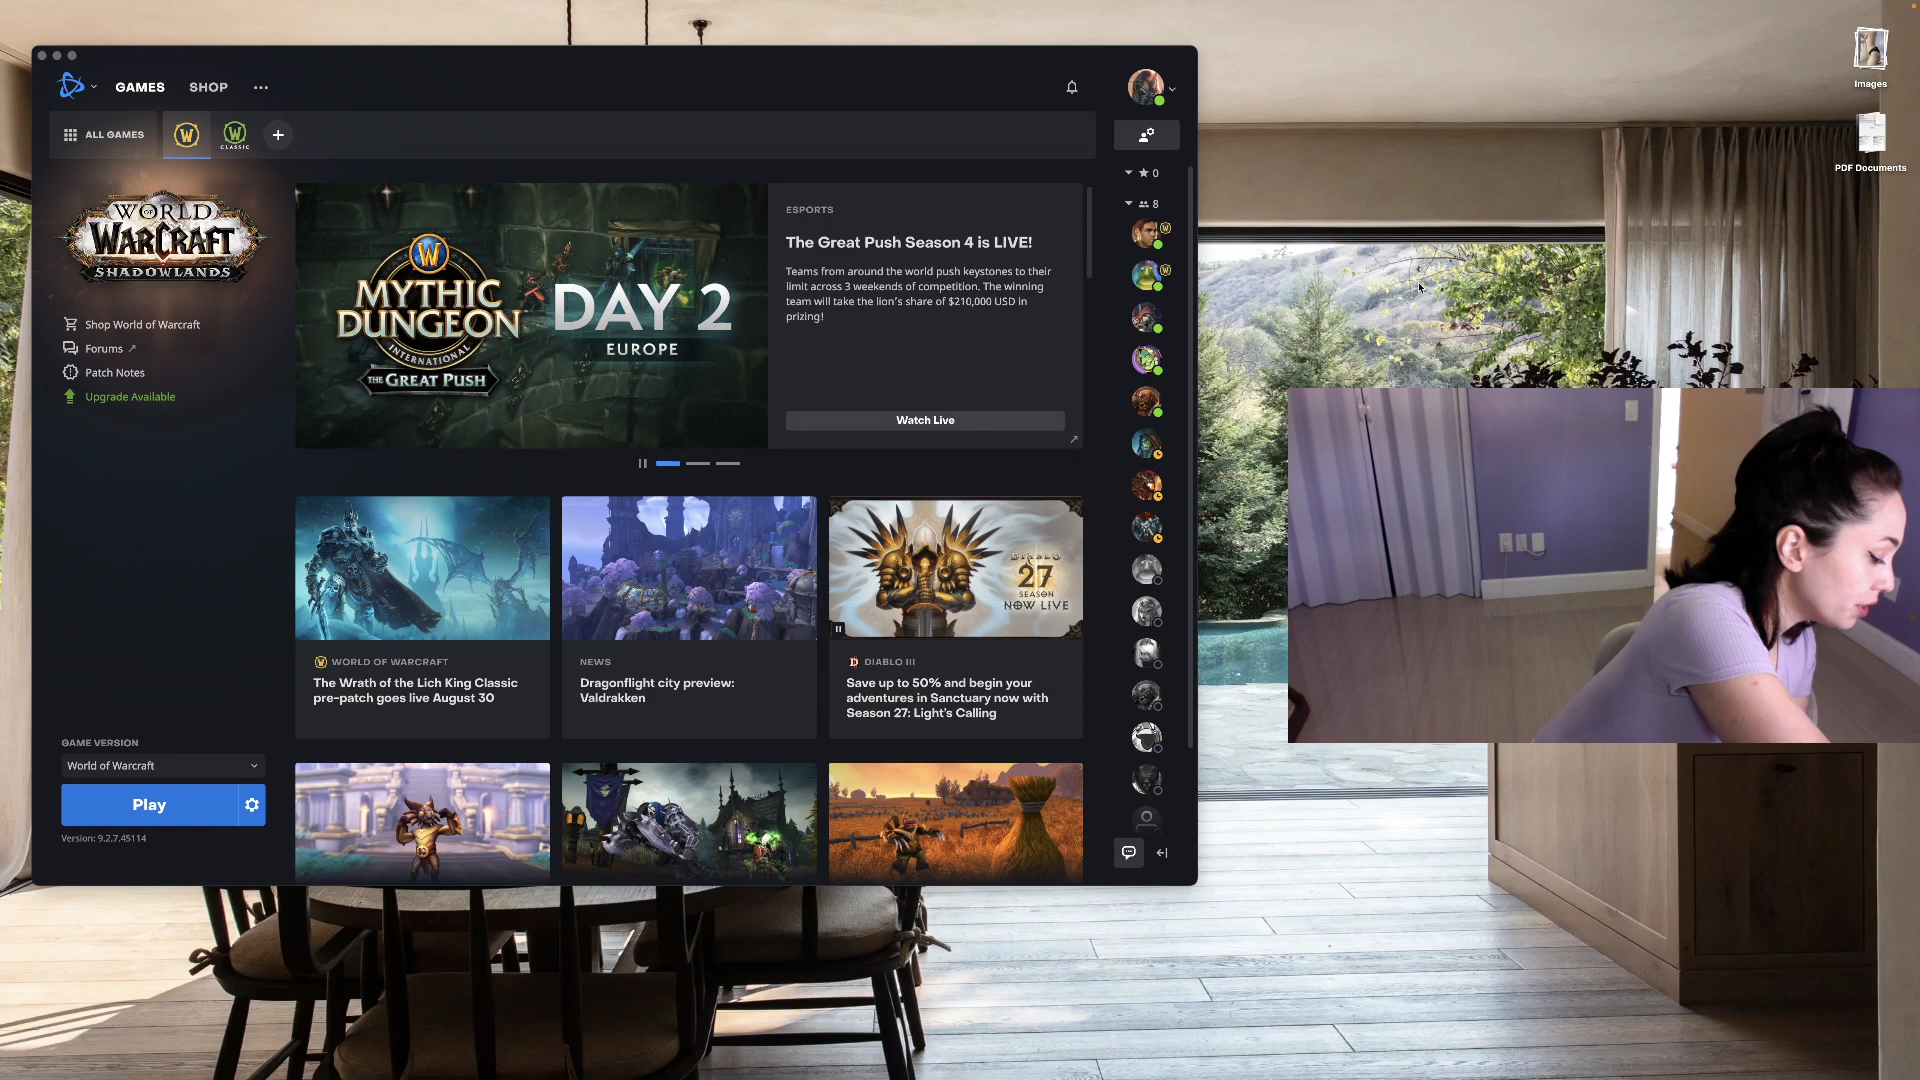 GAMES
SHOP
ALL GAMES
W
W
CLASSIC
0
8
WORLD
OF
WARCRAFT
SHADOWLANDS
Shop World of Warcraft
Forums
Patch Notes
Upgrade Available
W
MYTHIC
DUNGEON
INTERNATIONAL
THE GREAT PUSH
DAY 2
EUROPE
ESPORTS
The Great Push Season 4 is LIVE!
Teams from around the world push keystones to their
limit across 3 weekends of competition. The winning
team will take the lion's share of $210,000 USD in
prizing!
Watch Live
DIABLO
27
SEASON
NOW LIVE
WORLD OF WARCRAFT
The Wrath of the Lich King Classic
pre-patch goes live August 30
NEWS
Dragonflight city preview:
Valdrakken
DIABLO III
Save up to 50% and begin your
adventures in Sanctuary now with
Season 27: Light's Calling
GAME VERSION
World of Warcraft
Play
Version: 9.2.7.45114
Images
PDF Documents